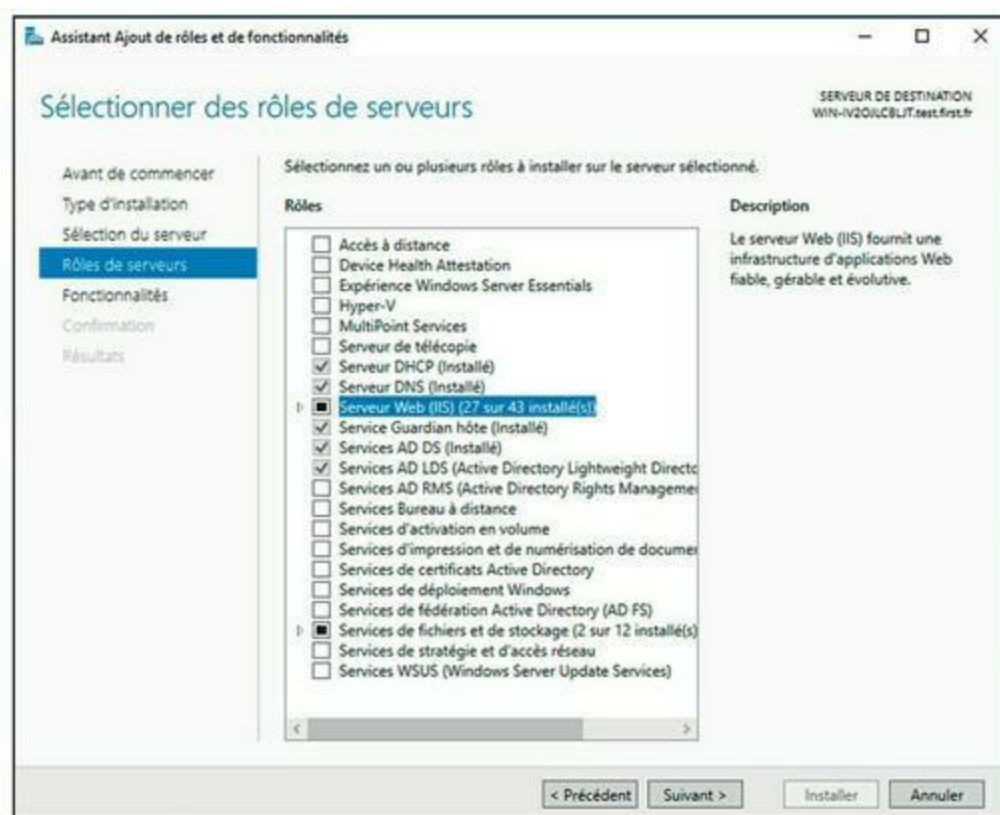 Assistant Ajout de rôles et de fonctionnalités
Sélectionner des rôles de serveurs
SERVEUR DE DESTINATION
WIN-IV2OJLCBLJT.test.first.fr
Avant de commencer
Type d'installation
Sélection du serveur
Rôles de serveurs
Fonctionnalités
Confirmation
Résultats
Sélectionnez un ou plusieurs rôles à installer sur le serveur sélectionné.
Rôles
Accès à distance
Device Health Attestation
Expérience Windows Server Essentials
Hyper-V
MultiPoint Services
Serveur de télécopie
Serveur DHCP (Installé)
Serveur DNS (Installé)
Serveur Web (IIS) (27 sur 43 installé(s))
Service Guardian hôte (Installé)
Services AD DS (Installé)
Services AD LDS (Active Directory Lightweight Directo
Services AD RMS (Active Directory Rights Manageme
Services Bureau à distance
Services d'activation en volume
Services d'impression et de numérisation de docume
Services de certificats Active Directory
Services de déploiement Windows
Services de fédération Active Directory (AD FS)
Services de fichiers et de stockage (2 sur 12 installé(s)
Services de stratégie et d'accès réseau
Services WSUS (Windows Server Update Services)
Description
Le serveur Web (IIS) fournit une
infrastructure d'applications Web
fiable, gérable et évolutive.
< Précédent
Suivant >
Installer
Annuler